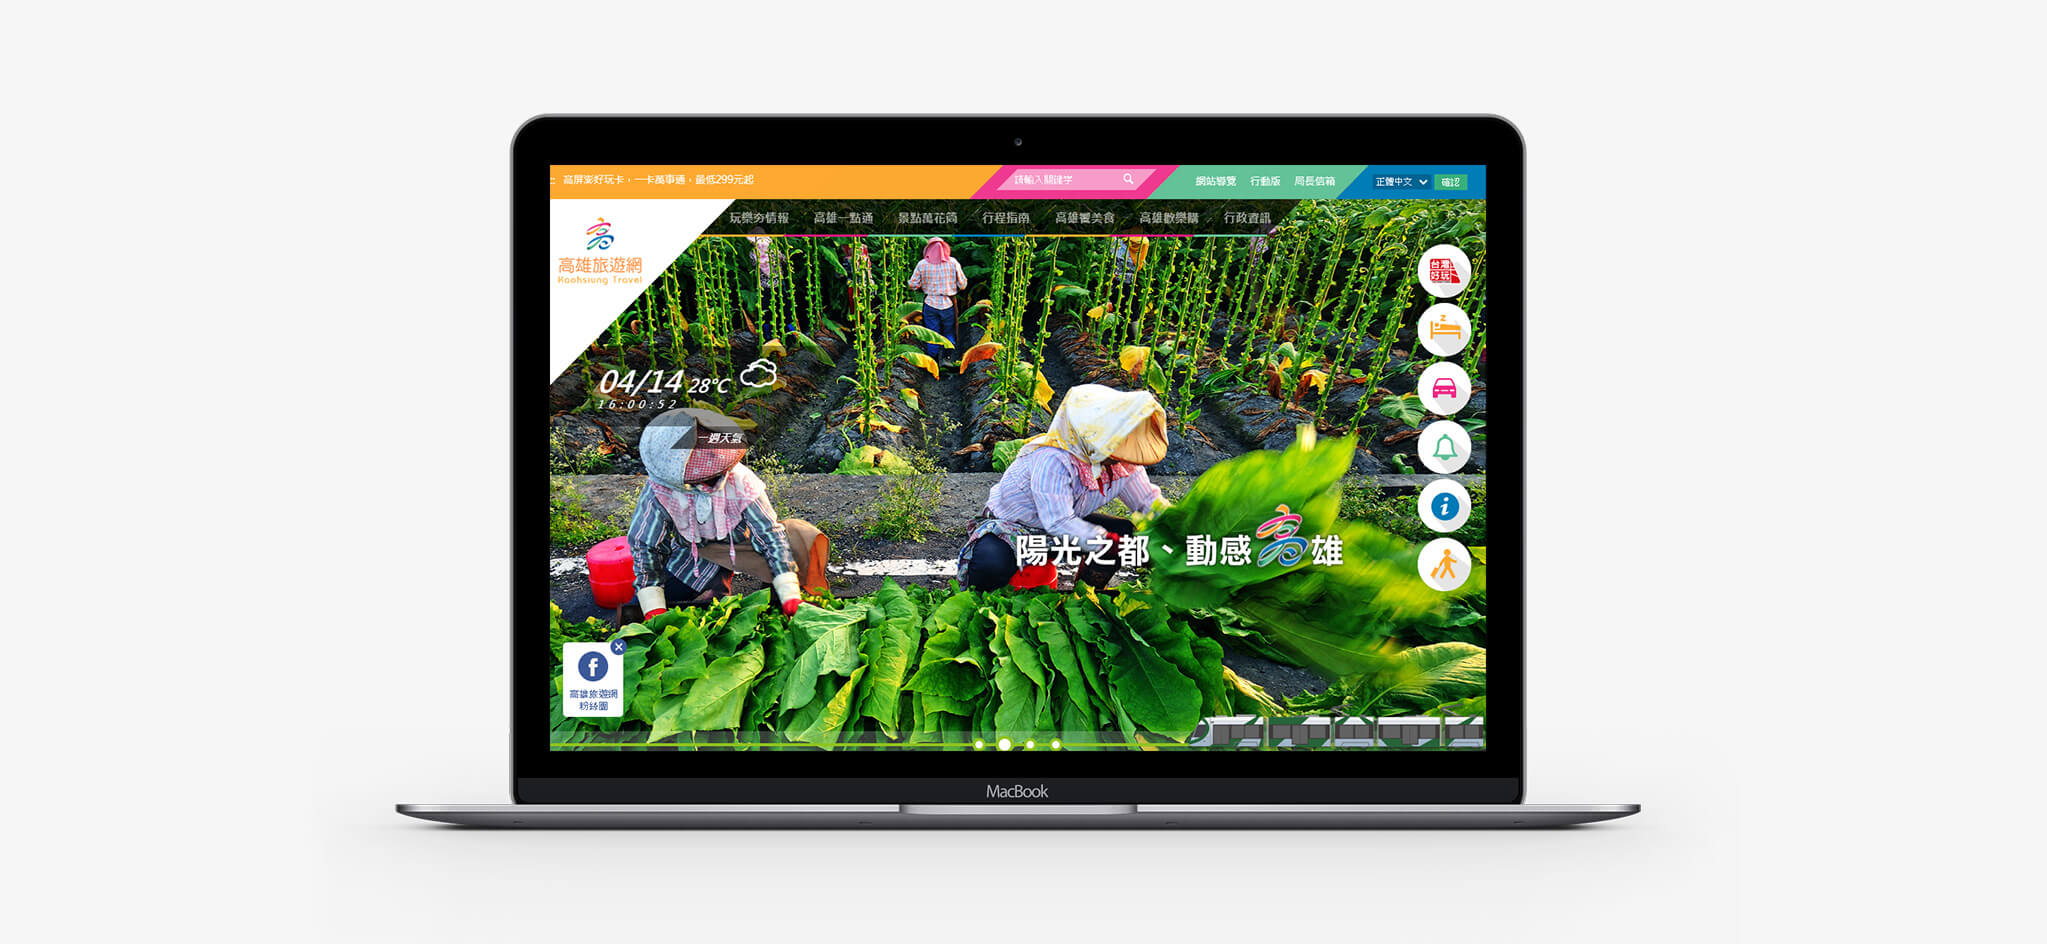 高屏澎好玩卡，一卡萬事通，最低299元起
請輸入關鍵字
網站導覽 行動版 局長信箱
正體中文 確認
玩樂夯情報 高雄一點通 景點萬花筒 行程指南 高雄饗美食 高雄歡樂購 行政資訊
高雄旅遊網
Kaohsiung Travel
台灣
好玩
z
04/14 28°C
16:00:52
一週天氣
i
陽光之都、動感高雄
f
高雄旅遊網
粉絲團
MacBook